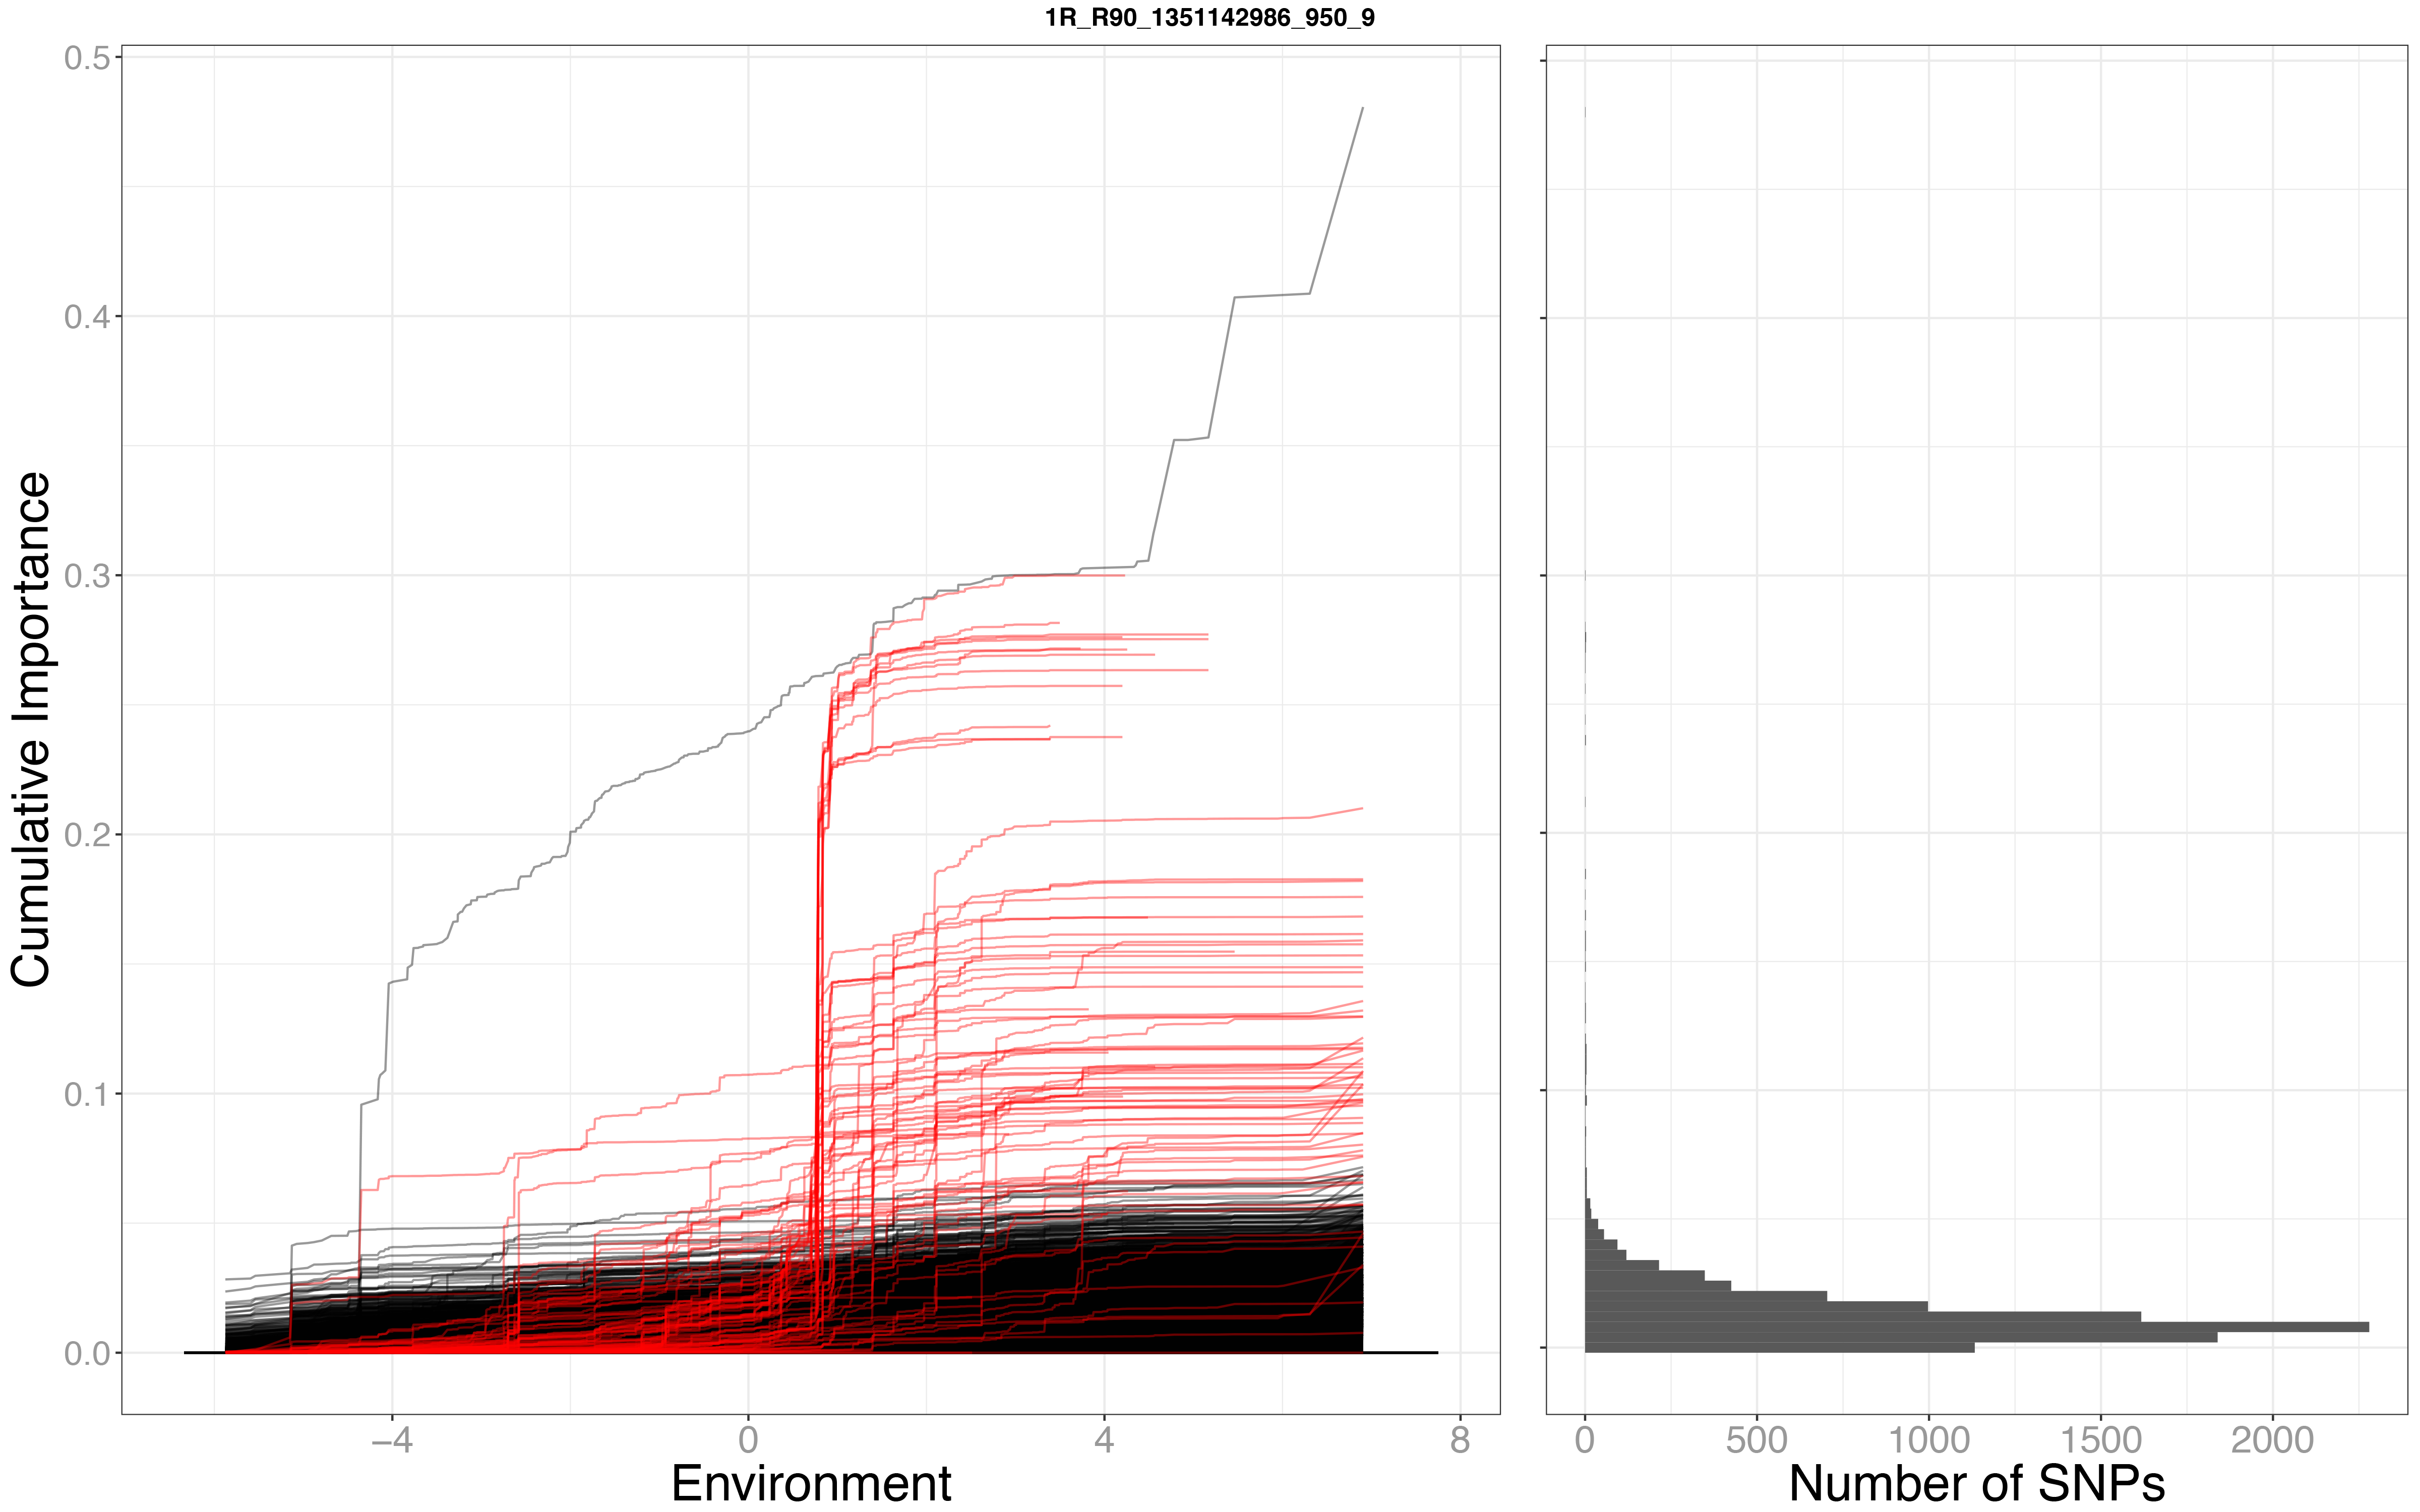 1R_R90_1351142986_950_9
Cumulative Importance
0.5
0.4
0.3
0.2
0.1
0.0
−4 0 4 8
Environment
0 500 1000 1500 2000
Number of SNPs